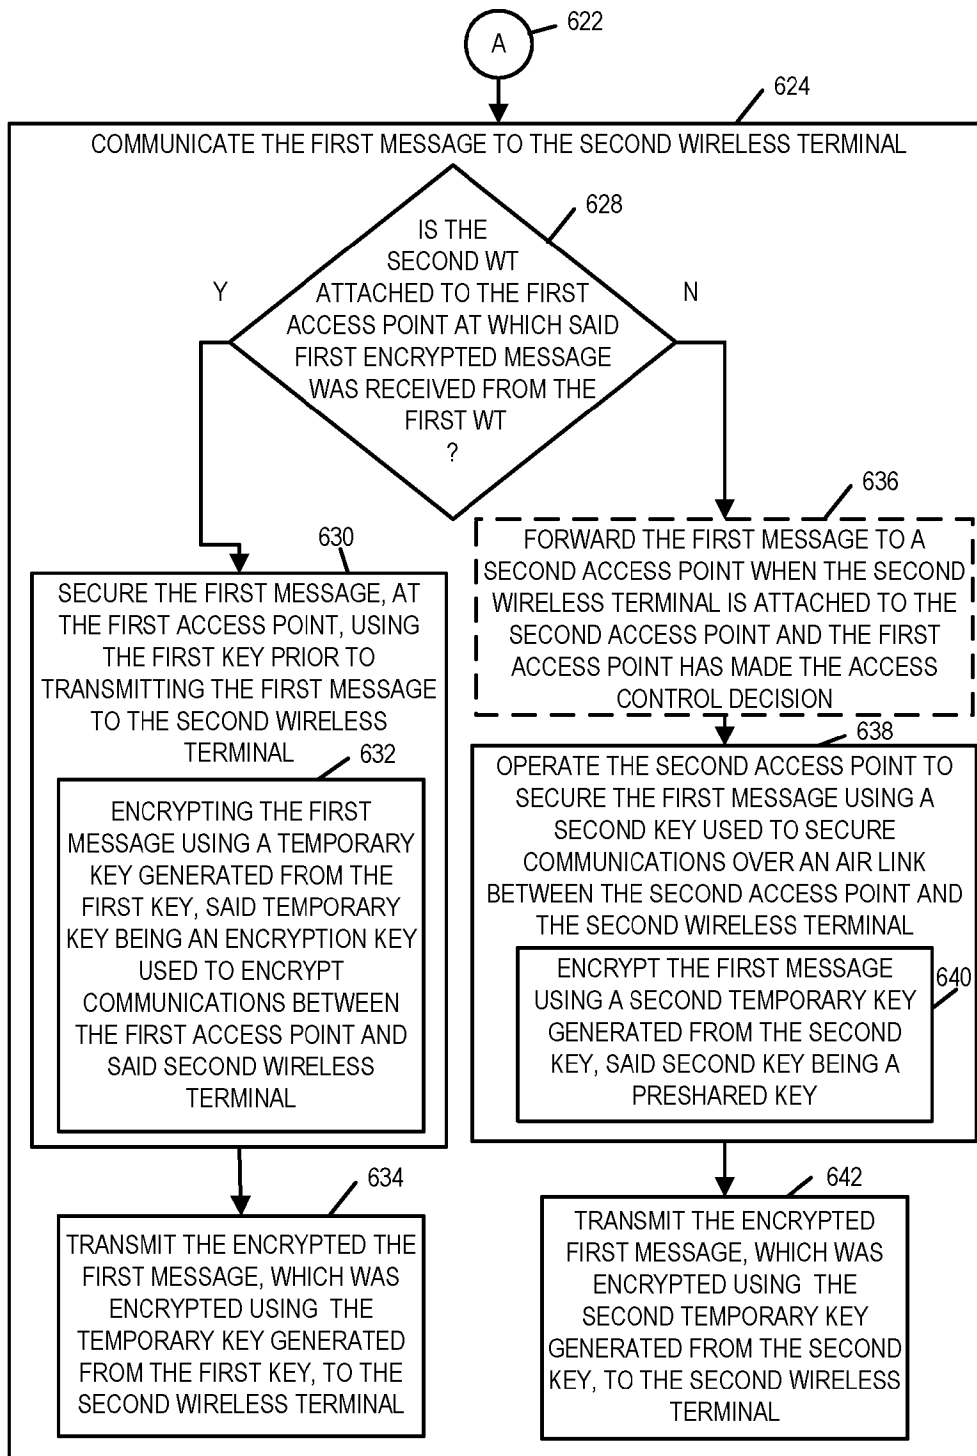 A
622
624
COMMUNICATE THE FIRST MESSAGE TO THE SECOND WIRELESS TERMINAL
628
IS THE
SECOND WT
ATTACHED TO THE FIRST
ACCESS POINT AT WHICH SAID
FIRST ENCRYPTED MESSAGE
WAS RECEIVED FROM THE
FIRST WT
?
Y
N
630
SECURE THE FIRST MESSAGE, AT
THE FIRST ACCESS POINT, USING
THE FIRST KEY PRIOR TO
TRANSMITTING THE FIRST MESSAGE
TO THE SECOND WIRELESS
TERMINAL
632
ENCRYPTING THE FIRST
MESSAGE USING A TEMPORARY
KEY GENERATED FROM THE
FIRST KEY, SAID TEMPORARY
KEY BEING AN ENCRYPTION KEY
USED TO ENCRYPT
COMMUNICATIONS BETWEEN
THE FIRST ACCESS POINT AND
SAID SECOND WIRELESS
TERMINAL
634
TRANSMIT THE ENCRYPTED THE
FIRST MESSAGE, WHICH WAS
ENCRYPTED USING THE
TEMPORARY KEY GENERATED
FROM THE FIRST KEY, TO THE
SECOND WIRELESS TERMINAL
636
FORWARD THE FIRST MESSAGE TO A
SECOND ACCESS POINT WHEN THE SECOND
WIRELESS TERMINAL IS ATTACHED TO THE
SECOND ACCESS POINT AND THE FIRST
ACCESS POINT HAS MADE THE ACCESS
CONTROL DECISION
638
OPERATE THE SECOND ACCESS POINT TO
SECURE THE FIRST MESSAGE USING A
SECOND KEY USED TO SECURE
COMMUNICATIONS OVER AN AIR LINK
BETWEEN THE SECOND ACCESS POINT AND
THE SECOND WIRELESS TERMINAL
640
ENCRYPT THE FIRST MESSAGE
USING A SECOND TEMPORARY KEY
GENERATED FROM THE SECOND
KEY, SAID SECOND KEY BEING A
PRESHARED KEY
642
TRANSMIT THE ENCRYPTED
FIRST MESSAGE, WHICH WAS
ENCRYPTED USING THE
SECOND TEMPORARY KEY
GENERATED FROM THE SECOND
KEY, TO THE SECOND WIRELESS
TERMINAL